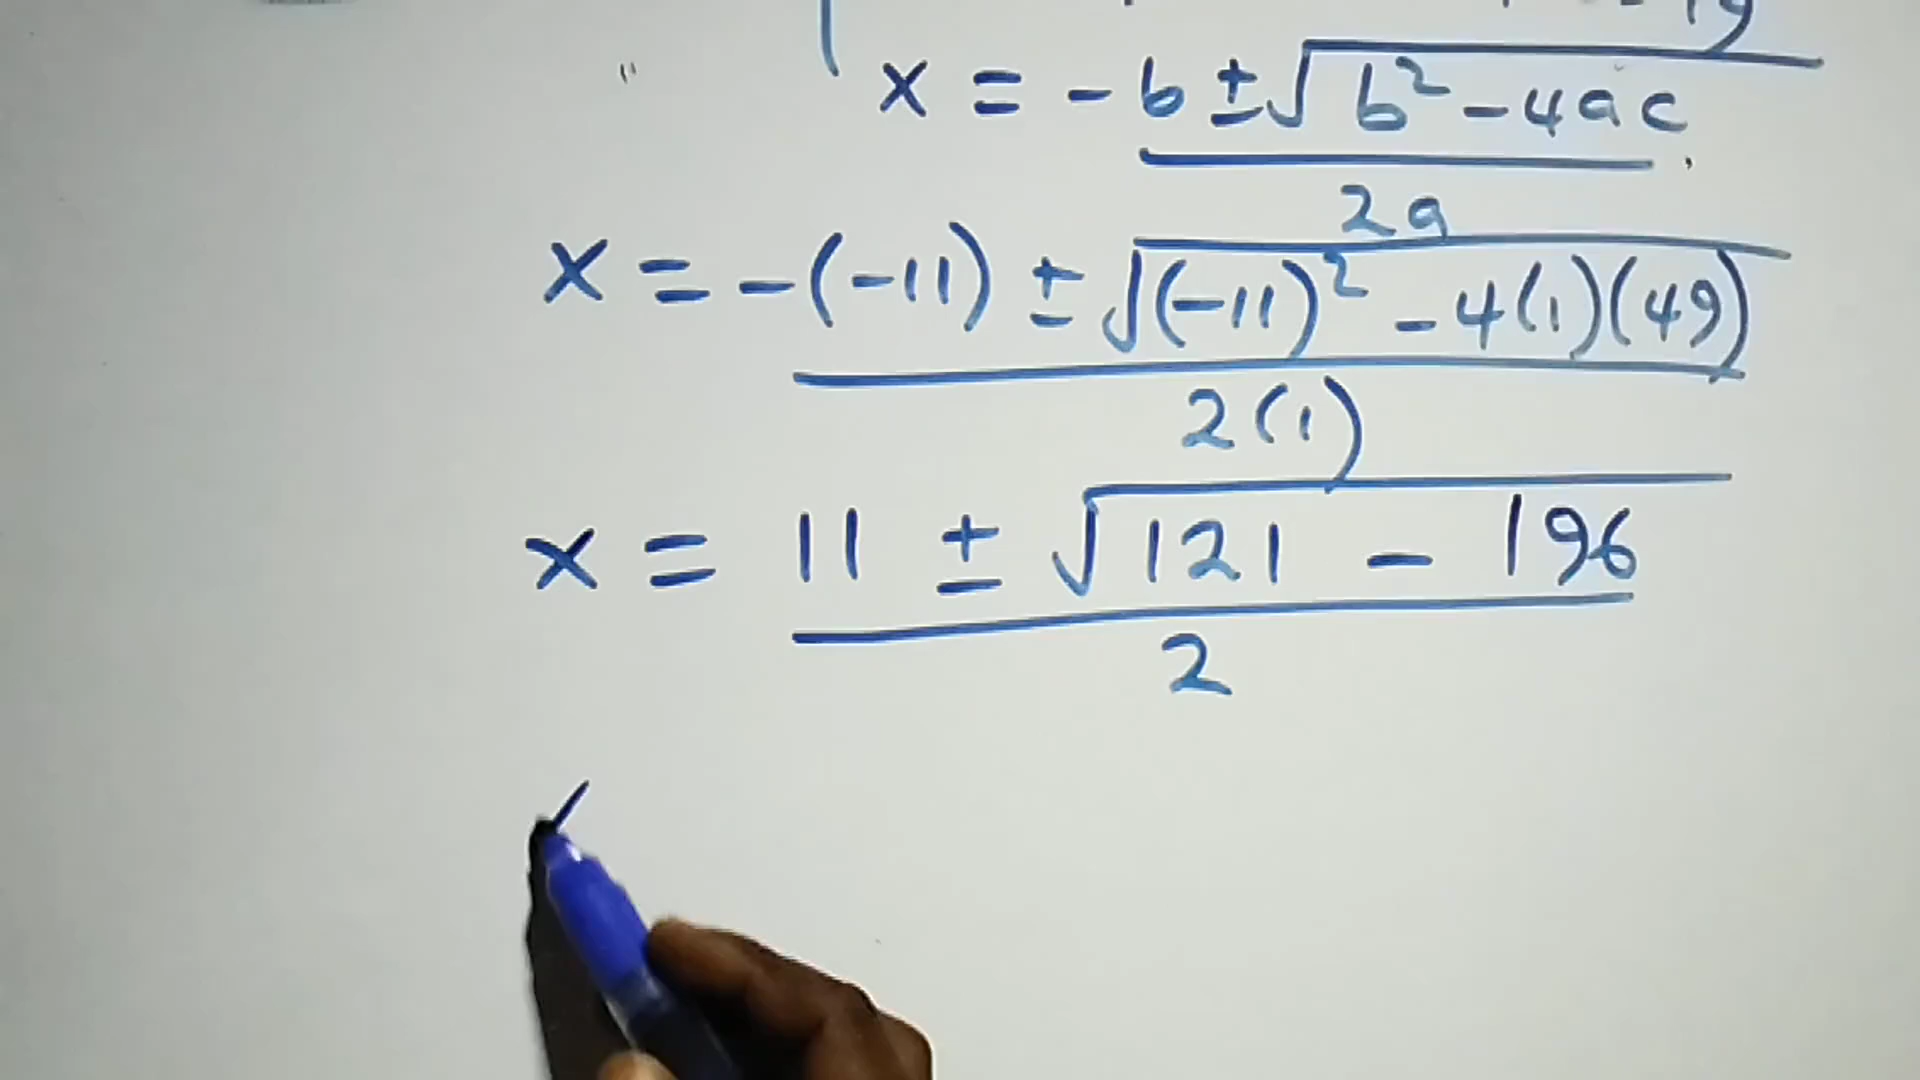 x = -b ± √b² - 4ac
2a
x = -(-11) ± √(-11)² - 4(1)(49)
2(1)
x = 11 ± √121 - 196
2